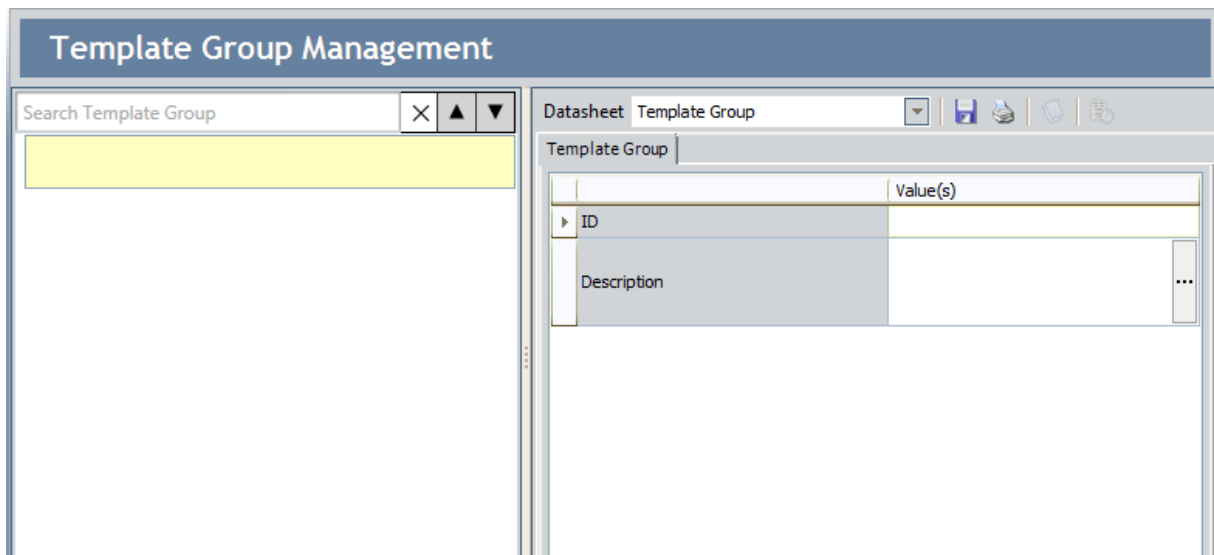 Template Group Management
Search Template Group
Datasheet Template Group
Template Group
Value(s)
ID
Description
...